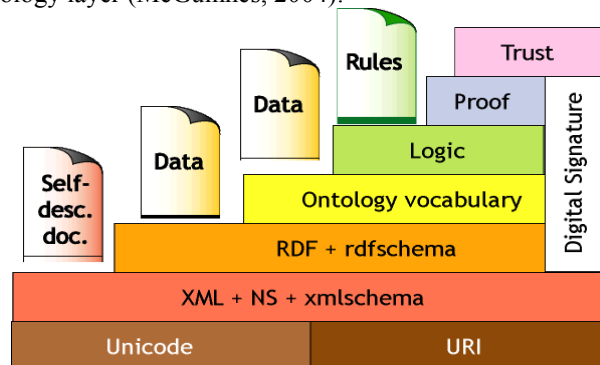 ology layer (McGuinnes, 2004).
Rules
Trust
Data
Proof
Data
Logic
Digital Signature
Self-
desc.
doc.
Ontology vocabulary
RDF + rdfschema
XML + NS + xmlschema
Unicode
URI